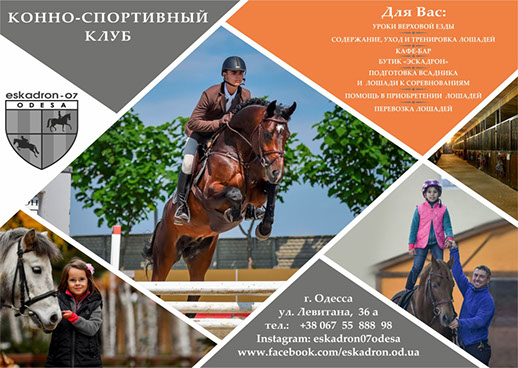 КОННО-СПОРТИВНЫЙ
КЛУБ
eskadron-07
ODESA
Для Вас:
УРОКИ ВЕРХОВОЙ ЕЗДЫ
СОДЕРЖАНИЕ, УХОД И ТРЕНИРОВКА ЛОШАДЕЙ
КАФЕ-БАР
БУТИК «ЭСКАДРОН»
ПОДГОТОВКА ВСАДНИКА
И ЛОШАДИ К СОРЕВНОВАНИЯМ
ПОМОЩЬ В ПРИОБРЕТЕНИИ ЛОШАДЕЙ
ПЕРЕВОЗКА ЛОШАДЕЙ
г. Одесса
ул. Левитана, 36 а
тел.: +38 067 55 888 98
Instagram: eskadron07odesa
www.facebook.com/eskadron.od.ua